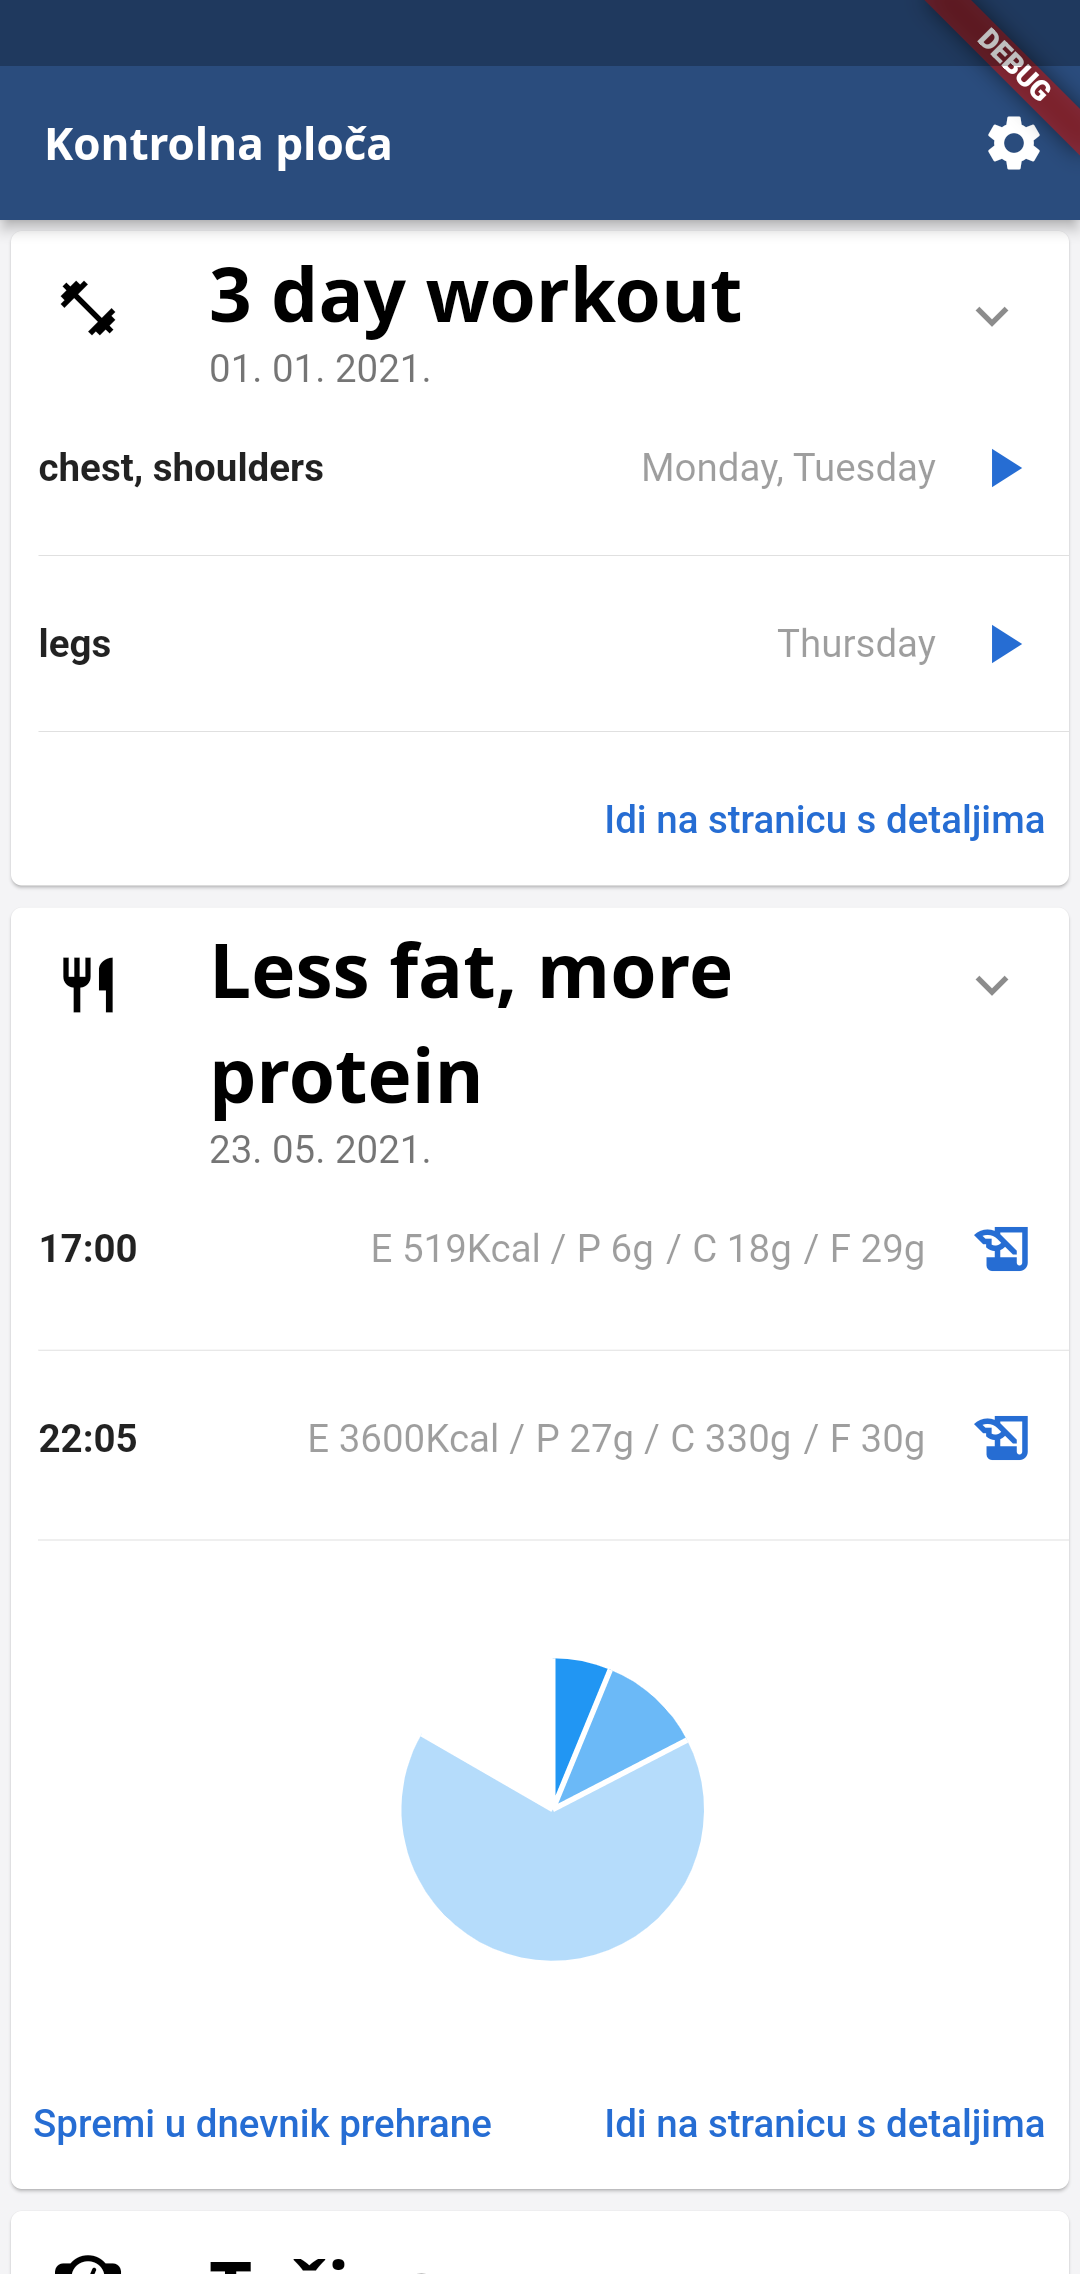 DEBUG
Kontrolna ploča
3 day workout
01. 01. 2021.
chest, shoulders Monday, Tuesday
legs Thursday
Idi na stranicu s detaljima
Less fat, more
protein
23. 05. 2021.
17:00 E 519Kcal / P 6g / C 18g / F 29g
22:05 E 3600Kcal / P 27g / C 330g / F 30g
Spremi u dnevnik prehrane Idi na stranicu s detaljima